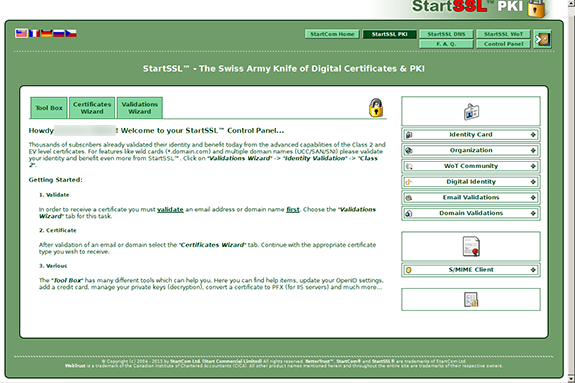 StartSSL™ PKI
StartCom Home
StartSSL PKI
StartSSL DNS
StartSSL WoT
F. A. Q.
Control Panel
StartSSL™ - The Swiss Army Knife of Digital Certificates & PKI
Tool Box
Certificates
Wizard
Validations
Wizard
Howdy ! Welcome to your StartSSL™ Control Panel...
Thousands of subscribers already validated their identity and benefit today from the advanced capabilities of the Class 2 and
EV level certificates. For features like wild cards (*.domain.com) and multiple domain names (UCC/SAN/SNI) please validate
your identity and benefit even more from StartSSL™. Click on "Validations Wizard" -> "Identity Validation" -> "Class
2".
Getting Started:
1. Validate
In order to receive a certificate you must validate an email address or domain name first. Choose the "Validations
Wizard" tab for this task.
2. Certificate
After validation of an email or domain select the "Certificates Wizard" tab. Continue with the appropriate certificate
type you wish to receive.
3. Various
The "Tool Box" has many different tools which can help you. Here you can find help items, update your OpenID settings,
add a credit card, manage your private keys (decryption), convert a certificate to PFX (for IIS servers) and much more...
Identity Card
Organization
WoT Community
Digital Identity
Email Validations
Domain Validations
S/MIME Client
© Copyright (c) 2004 - 2013 by StartCom Ltd. (Start Commercial Limited) All rights reserved. BetterTrust™, StartCom® and StartSSL® are trademarks of StartCom Ltd.
WebTrust is a trademark of the Canadian Institute of Chartered Accountants (CICA). All other product names mentioned herein and throughout the entire site are trademarks of their respective owners.